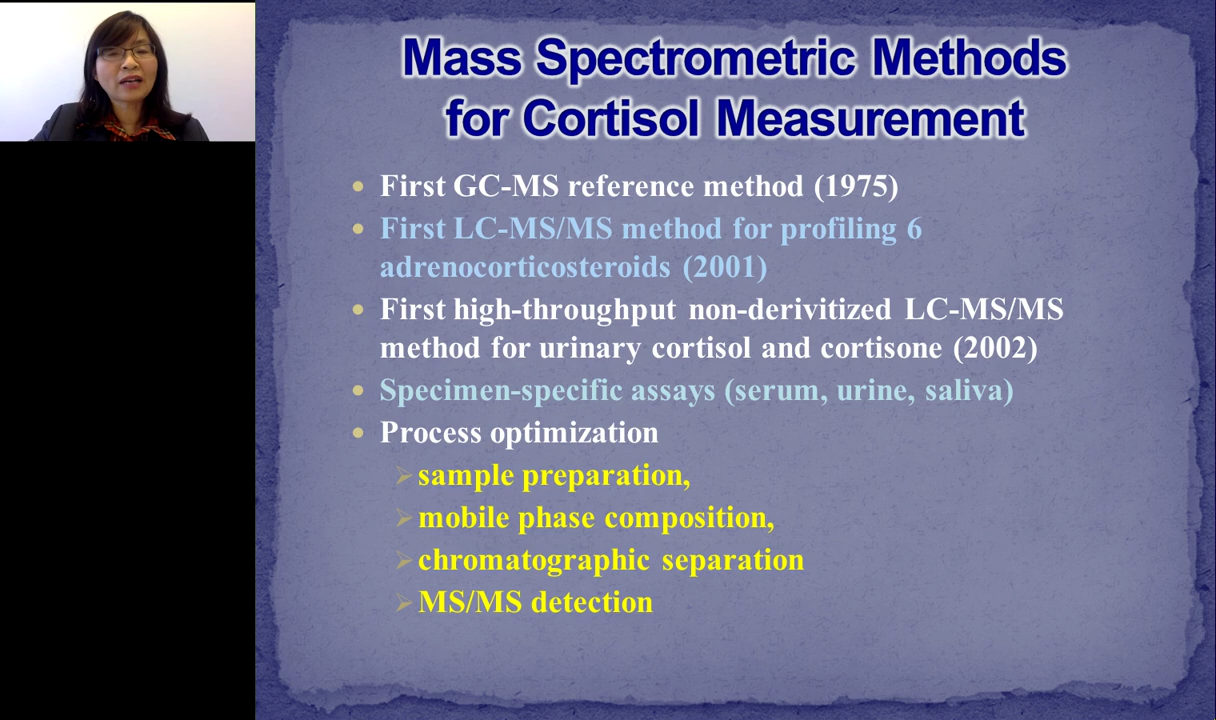 Mass Spectrometric Methods
for Cortisol Measurement
First GC-MS reference method (1975)
First LC-MS/MS method for profiling 6
adrenocorticosteroids (2001)
First high-throughput non-derivitized LC-MS/MS
method for urinary cortisol and cortisone (2002)
Specimen-specific assays (serum, urine, saliva)
Process optimization
sample preparation,
mobile phase composition,
chromatographic separation
MS/MS detection